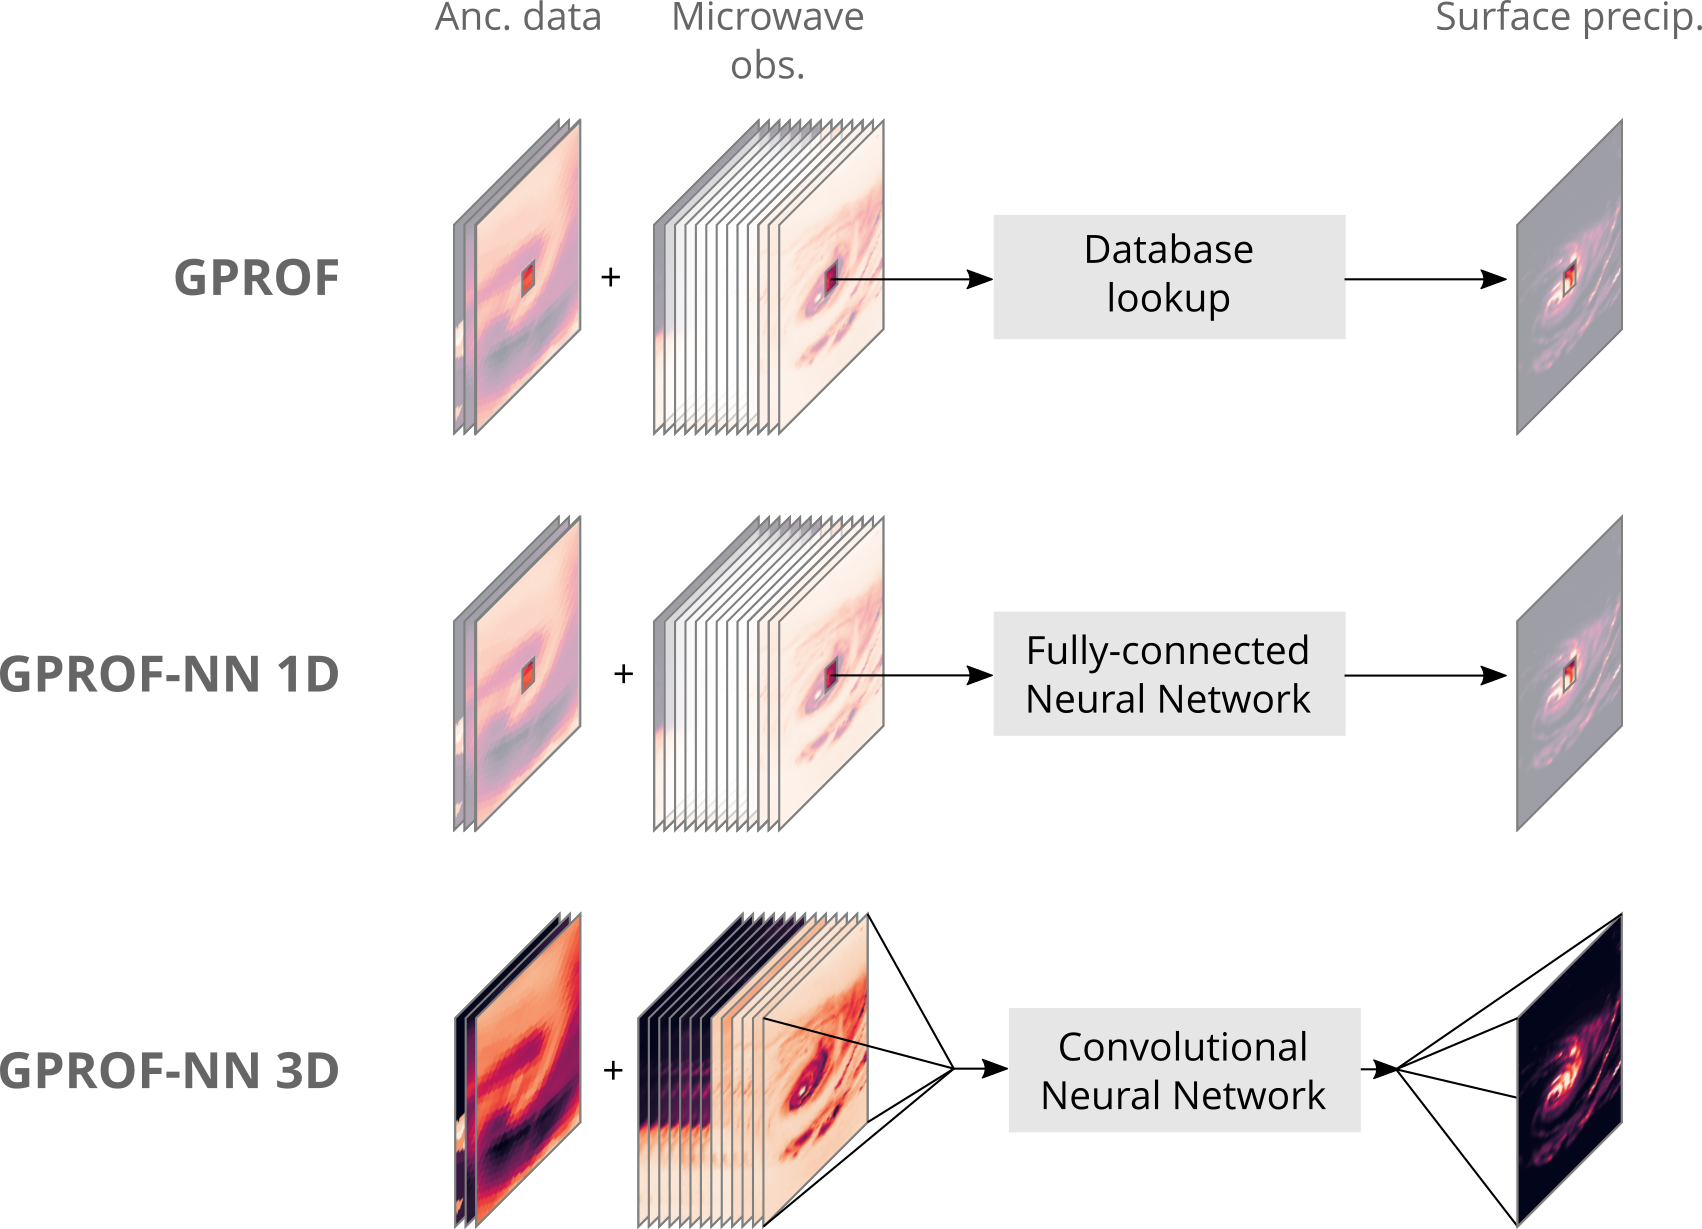 Anc. data
Microwave
obs.
Surface precip.
GPROF
+
Database
lookup
GPROF-NN 1D
+
Fully-connected
Neural Network
GPROF-NN 3D
+
Convolutional
Neural Network